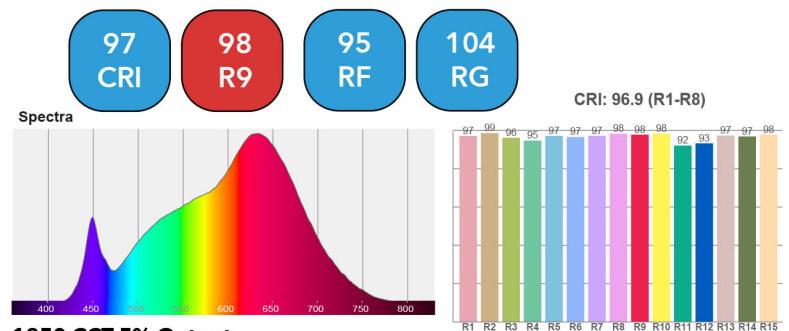 97 98 95 104
CRI R9 RF RG
CRI: 96.9 (R1-R8)
Spectra
97 99 96 95 97 97 97 98 98 98 92 93 97 97 98
400 450 500 550 600 650 700 750 800
R1 R2 R3 R4 R5 R6 R7 R8 R9 R10 R11 R12 R13 R14 R15